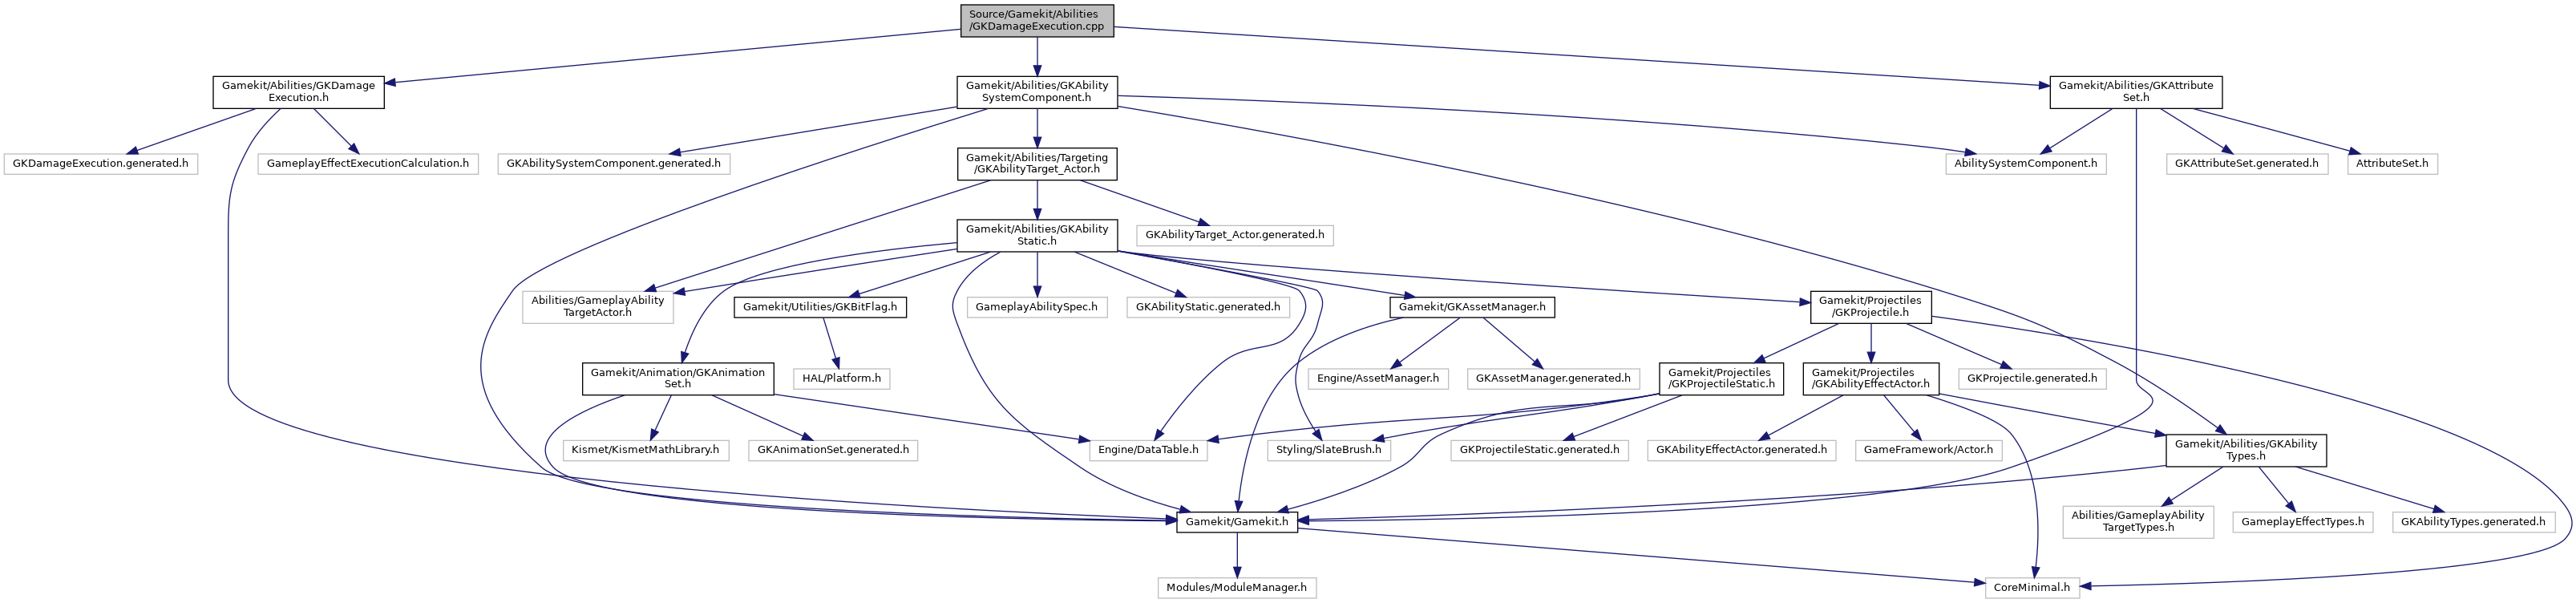 Source/Gamekit/Abilities
/GKDamageExecution.cpp
Gamekit/Abilities/GKDamage
Execution.h
Gamekit/Abilities/GKAbility
SystemComponent.h
Gamekit/Abilities/GKAttribute
Set.h
GKDamageExecution.generated.h
GameplayEffectExecutionCalculation.h
GKAbilitySystemComponent.generated.h
Gamekit/Abilities/Targeting
/GKAbilityTarget_Actor.h
AbilitySystemComponent.h
GKAttributeSet.generated.h
AttributeSet.h
Gamekit/Abilities/GKAbility
Static.h
GKAbilityTarget_Actor.generated.h
Abilities/GameplayAbility
TargetActor.h
Gamekit/Utilities/GKBitFlag.h
GameplayAbilitySpec.h
GKAbilityStatic.generated.h
Gamekit/GKAssetManager.h
Gamekit/Projectiles
/GKProjectile.h
Gamekit/Animation/GKAnimation
Set.h
HAL/Platform.h
Engine/AssetManager.h
GKAssetManager.generated.h
Gamekit/Projectiles
/GKProjectileStatic.h
Gamekit/Projectiles
/GKAbilityEffectActor.h
GKProjectile.generated.h
Kismet/KismetMathLibrary.h
GKAnimationSet.generated.h
Engine/DataTable.h
Styling/SlateBrush.h
GKProjectileStatic.generated.h
GKAbilityEffectActor.generated.h
GameFramework/Actor.h
Gamekit/Abilities/GKAbility
Types.h
Gamekit/Gamekit.h
Abilities/GameplayAbility
TargetTypes.h
GameplayEffectTypes.h
GKAbilityTypes.generated.h
Modules/ModuleManager.h
CoreMinimal.h